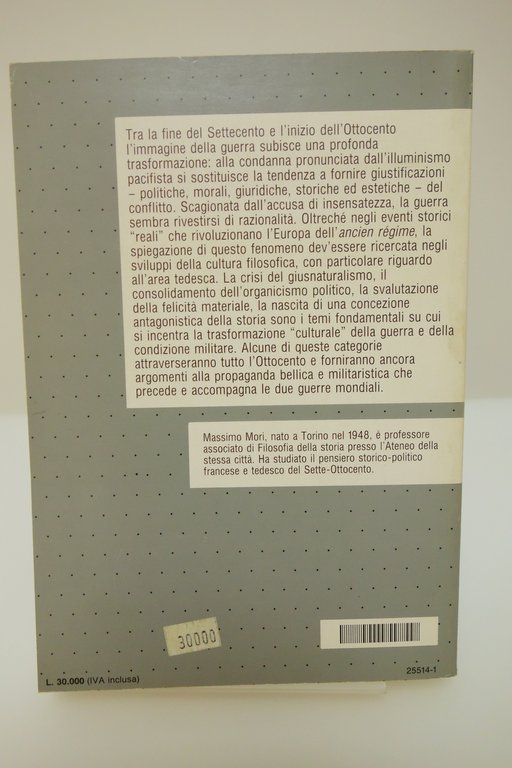 Tra la fine del Settecento e l'inizio dell'Ottocento
l'immagine della guerra subisce una profonda
trasformazione: alla condanna pronunciata dall'illuminismo
pacifista si sostituisce la tendenza a fornire giustificazioni
– politiche, morali, giuridiche, storiche ed estetiche – del
conflitto. Scagionata dall'accusa di insensatezza, la guerra
sembra rivestirsi di razionalità. Oltreché negli eventi storici
"reali" che rivoluzionano l'Europa dell'ancien régime, la
spiegazione di questo fenomeno dev'essere ricercata negli
sviluppi della cultura filosofica, con particolare riguardo
all'area tedesca. La crisi del giusnaturalismo, il
consolidamento dell'organicismo politico, la svalutazione
della felicità materiale, la nascita di una concezione
antagonistica della storia sono i temi fondamentali su cui
si incentra la trasformazione "culturale" della guerra e della
condizione militare. Alcune di queste categorie
attraverseranno tutto l'Ottocento e forniranno ancora
argomenti alla propaganda bellica e militaristica che
precede e accompagna le due guerre mondiali.
Massimo Mori, nato a Torino nel 1948, è professore
associato di Filosofia della storia presso l'Ateneo della
stessa città. Ha studiato il pensiero storico-politico
francese e tedesco del Sette-Ottocento.
30000
L. 30.000 (IVA inclusa)
25514-1